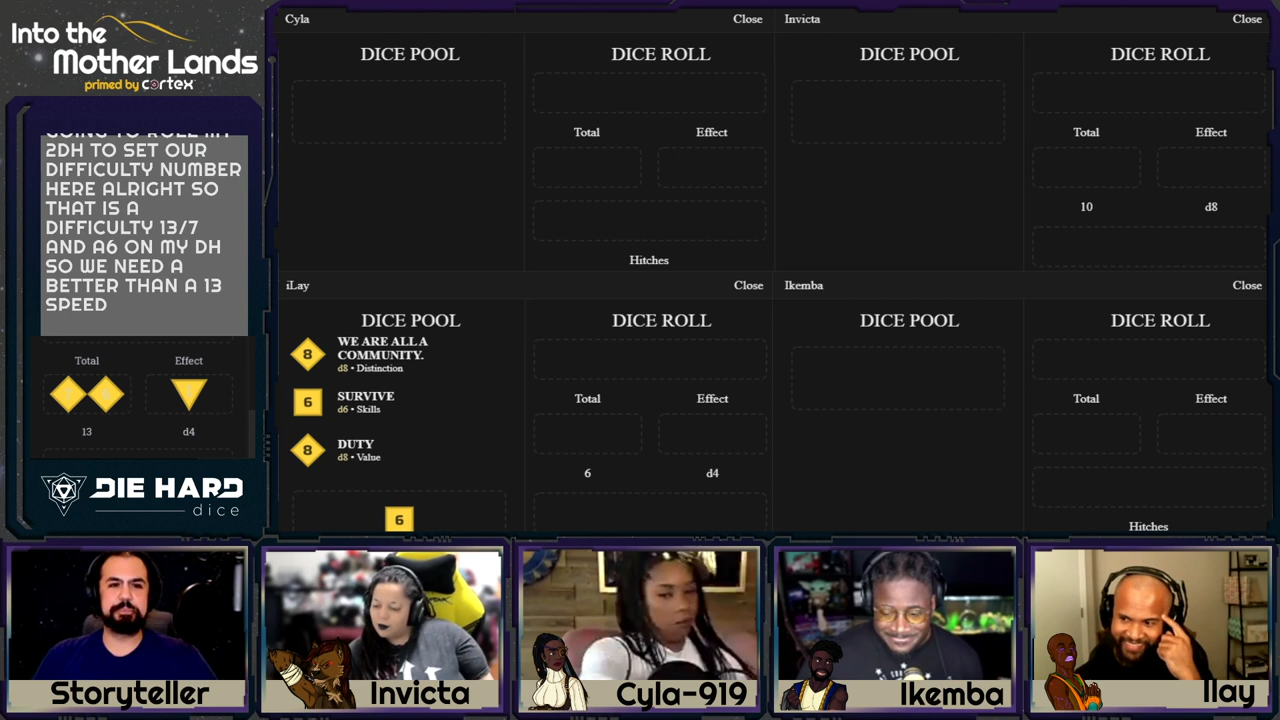 Into the
Mother Lands
primed by cortex
2DH TO SET OUR
DIFFICULTY NUMBER
HERE ALRIGHT SO
THAT IS A
DIFFICULTY 13/7
AND A6 ON MY DH
SO WE NEED A
BETTER THAN A 13
SPEED
Total Effect
13 d4
DIE HARD
dice
Cyla Close
DICE POOL DICE ROLL
Total Effect
Hitches
Invicta Close
DICE POOL DICE ROLL
Total Effect
10 d8
iLay Close
DICE POOL DICE ROLL
8 WE ARE ALL A
COMMUNITY.
d8 • Distinction
6 SURVIVE
d6 • Skills
8 DUTY
d8 • Value
6
Total Effect
6 d4
Ikemba Close
DICE POOL DICE ROLL
Total Effect
Hitches
Storyteller
Invicta
Cyla-919
Ikemba
Ilay